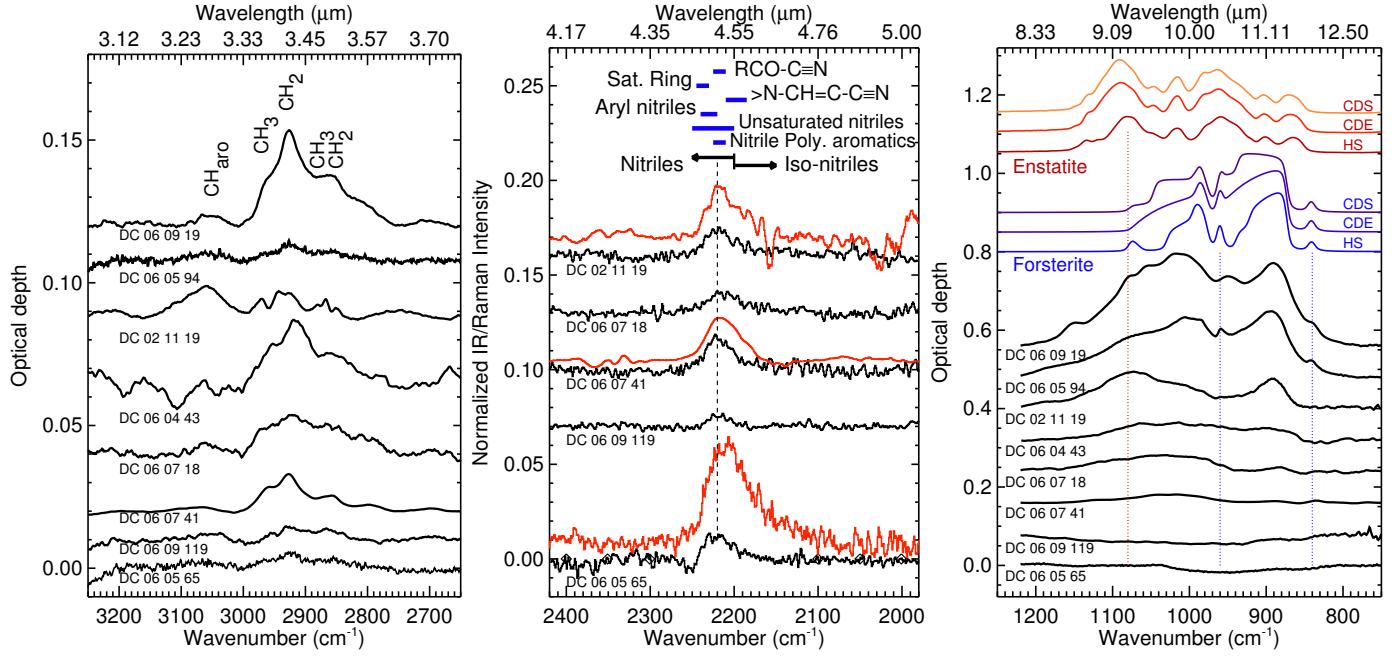 Wavelength (μm)
3.12 3.23 3.33 3.43 3.45 3.57 3.70
Optical depth
0.15
0.10
0.05
0.00
CH3
CH2
CH3
CH2
CHaro
DC 06 09 19
DC 06 05 94
DC 02 11 19
DC 06 04 43
DC 06 07 18
DC 06 07 41
DC 06 09 119
DC 06 05 65
3200 3100 3000 2900 2800 2700
Wavenumber (cm-1)
Wavelength (μm)
4.17 4.35 4.55 4.76 5.00
Normalized IR/Raman Intensity
0.25
0.20
0.15
0.10
0.05
0.00
RCO-C≡N
Sat. Ring
>N-CH=C-C≡N
Aryl nitriles
Unsaturated nitriles
Nitrile Poly. aromatics
Nitriles
Iso-nitriles
DC 02 11 19
DC 06 07 18
DC 06 07 41
DC 06 09 119
DC 06 05 65
2400 2300 2200 2100 2000
Wavenumber (cm-1)
Wavelength (μm)
8.33 9.09 10.00 11.11 12.50
Optical depth
1.2
1.0
0.8
0.6
0.4
0.2
0.0
CDS
CDE
HS
Enstatite
CDS
CDE
HS
Forsterite
DC 06 09 19
DC 06 05 94
DC 02 11 19
DC 06 04 43
DC 06 07 18
DC 06 07 41
DC 06 09 119
DC 06 05 65
1200 1100 1000 900 800
Wavenumber (cm-1)